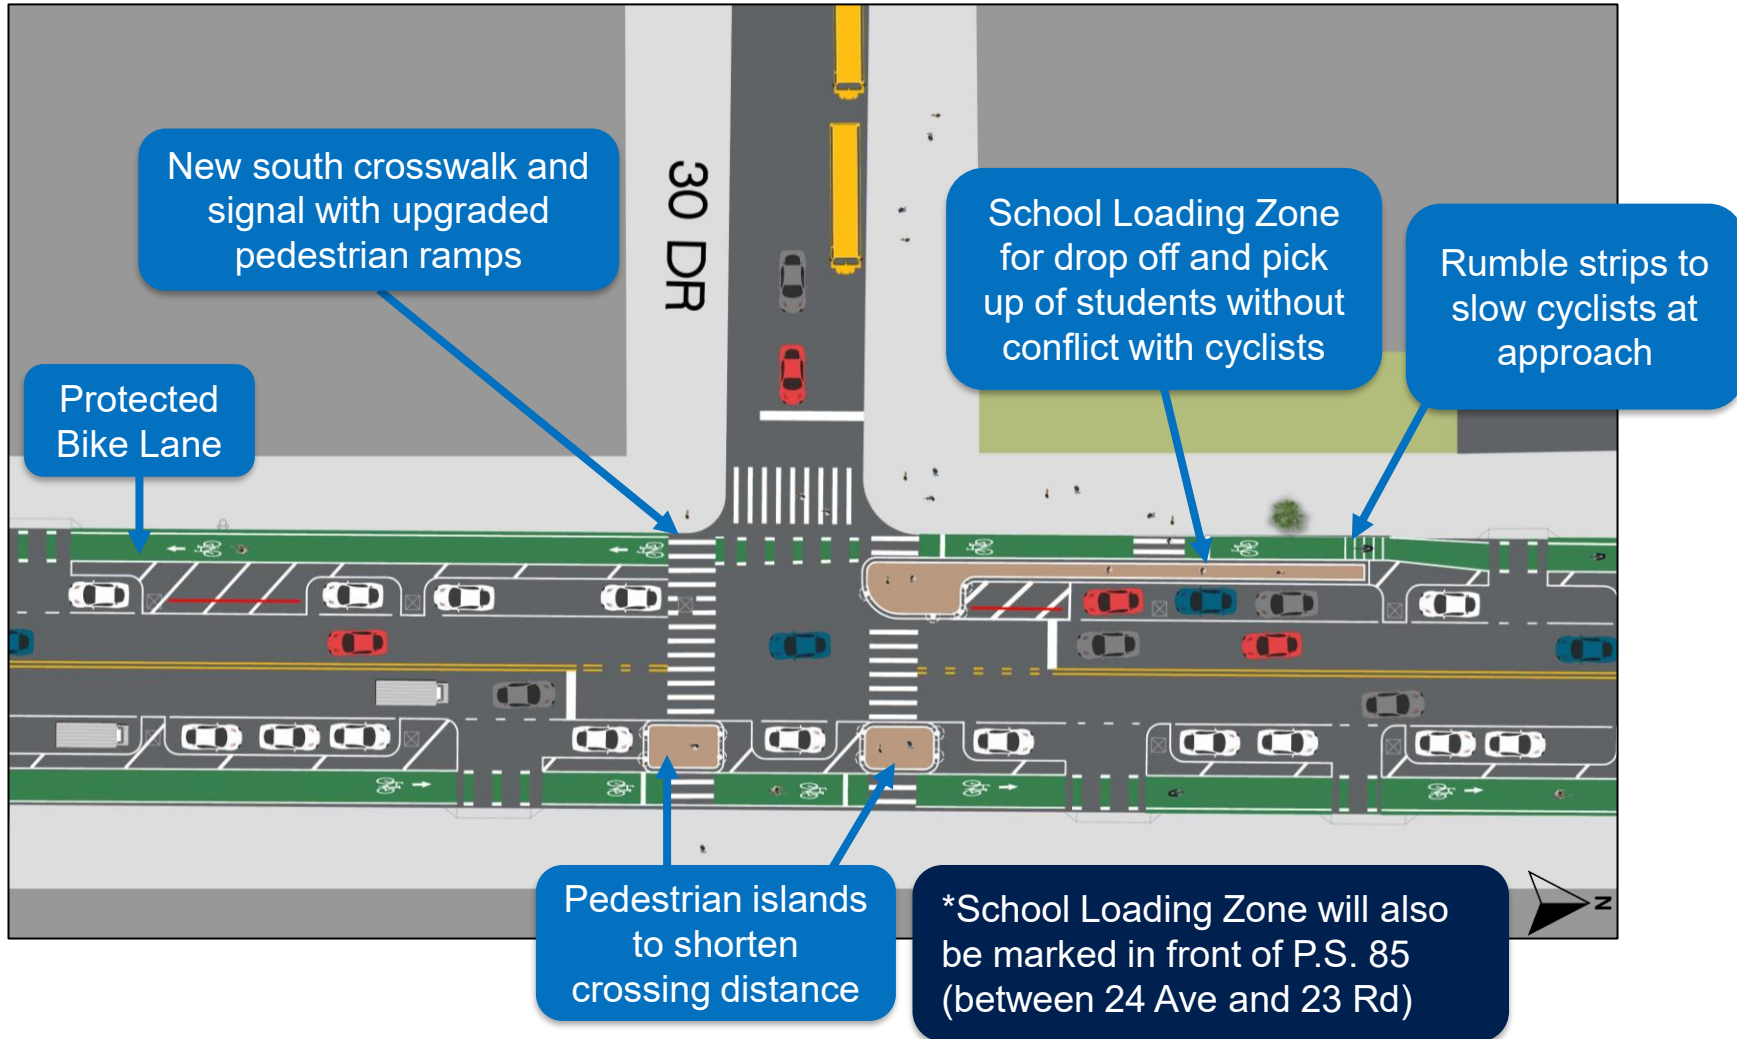 New south crosswalk and
signal with upgraded
pedestrian ramps
30 DR
School Loading Zone
for drop off and pick
up of students without
conflict with cyclists
Rumble strips to
slow cyclists at
approach
Protected
Bike Lane
Pedestrian islands
to shorten
crossing distance
*School Loading Zone will also
be marked in front of P.S. 85
(between 24 Ave and 23 Rd)
N